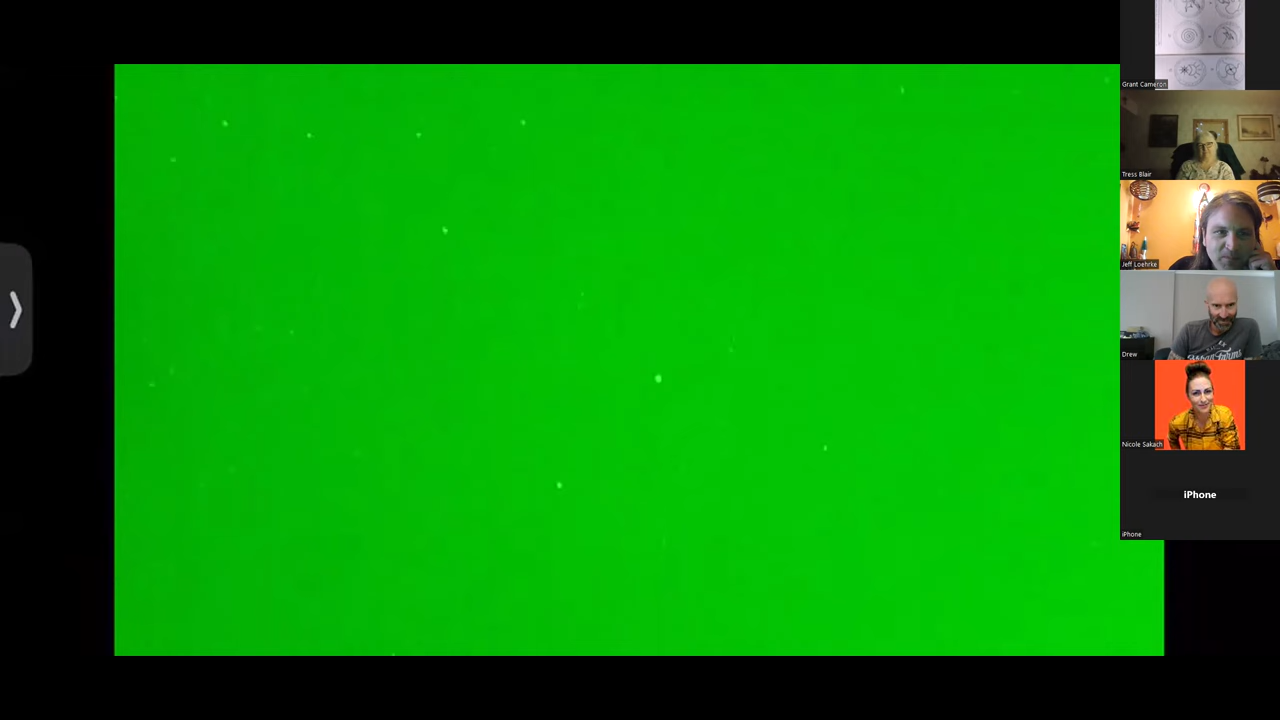 Grant Cameron
Tress Blair
Jeff Loehrke
Drew
Nicole Sakach
iPhone
iPhone